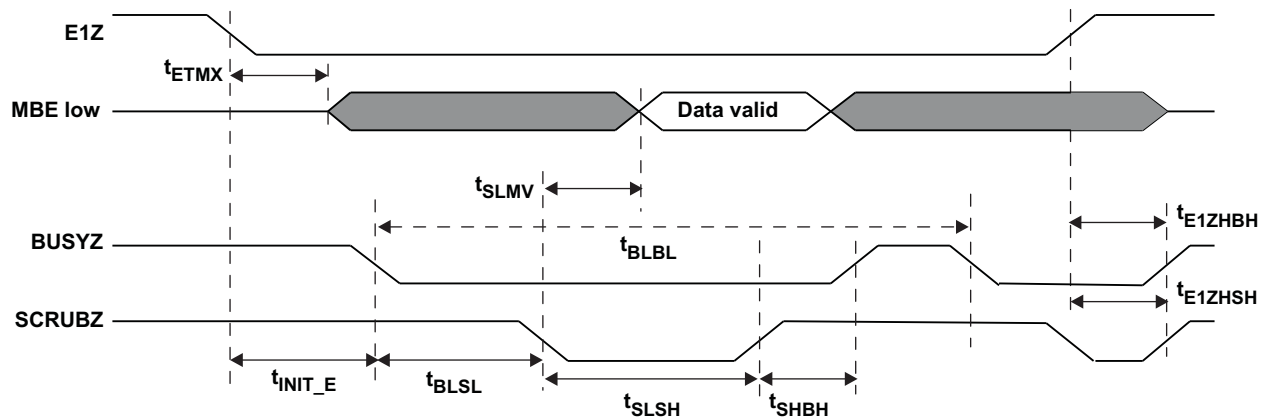 E1Z
tETMX
MBE low
Data valid
tSLMV
tE1ZHBH
BUSYZ
tBLBL
tE1ZHSH
SCRUBZ
tINIT_E
tBLSL
tSLSH
tSHBH